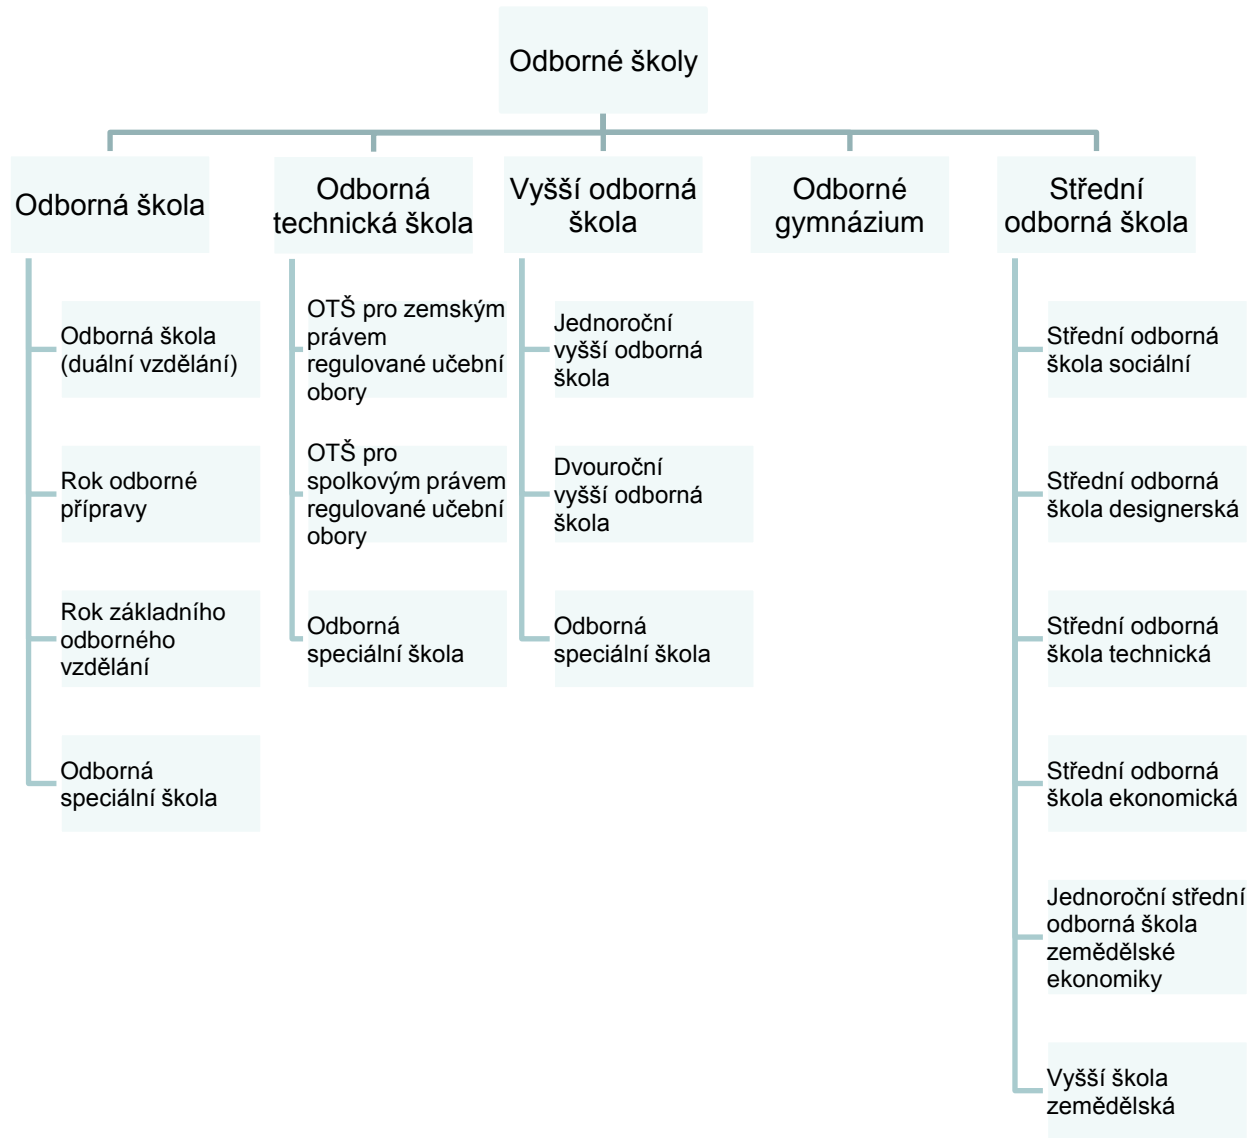 Odborné školy
Odborná škola
Odborná škola
(duální vzdělání)
Rok odborné
přípravy
Rok základního
odborného
vzdělání
Odborná
speciální škola
Odborná
technická škola
OTŠ pro zemským
právem
regulované učební
obory
OTŠ pro
spolkovým právem
regulované učební
obory
Odborná
speciální škola
Vyšší odborná
škola
Jednoroční
vyšší odborná
škola
Dvouroční
vyšší odborná
škola
Odborná
speciální škola
Odborné
gymnázium
Střední
odborná škola
Střední odborná
škola sociální
Střední odborná
škola designerská
Střední odborná
škola technická
Střední odborná
škola ekonomická
Jednoroční střední
odborná škola
zemědělské
ekonomiky
Vyšší škola
zemědělská